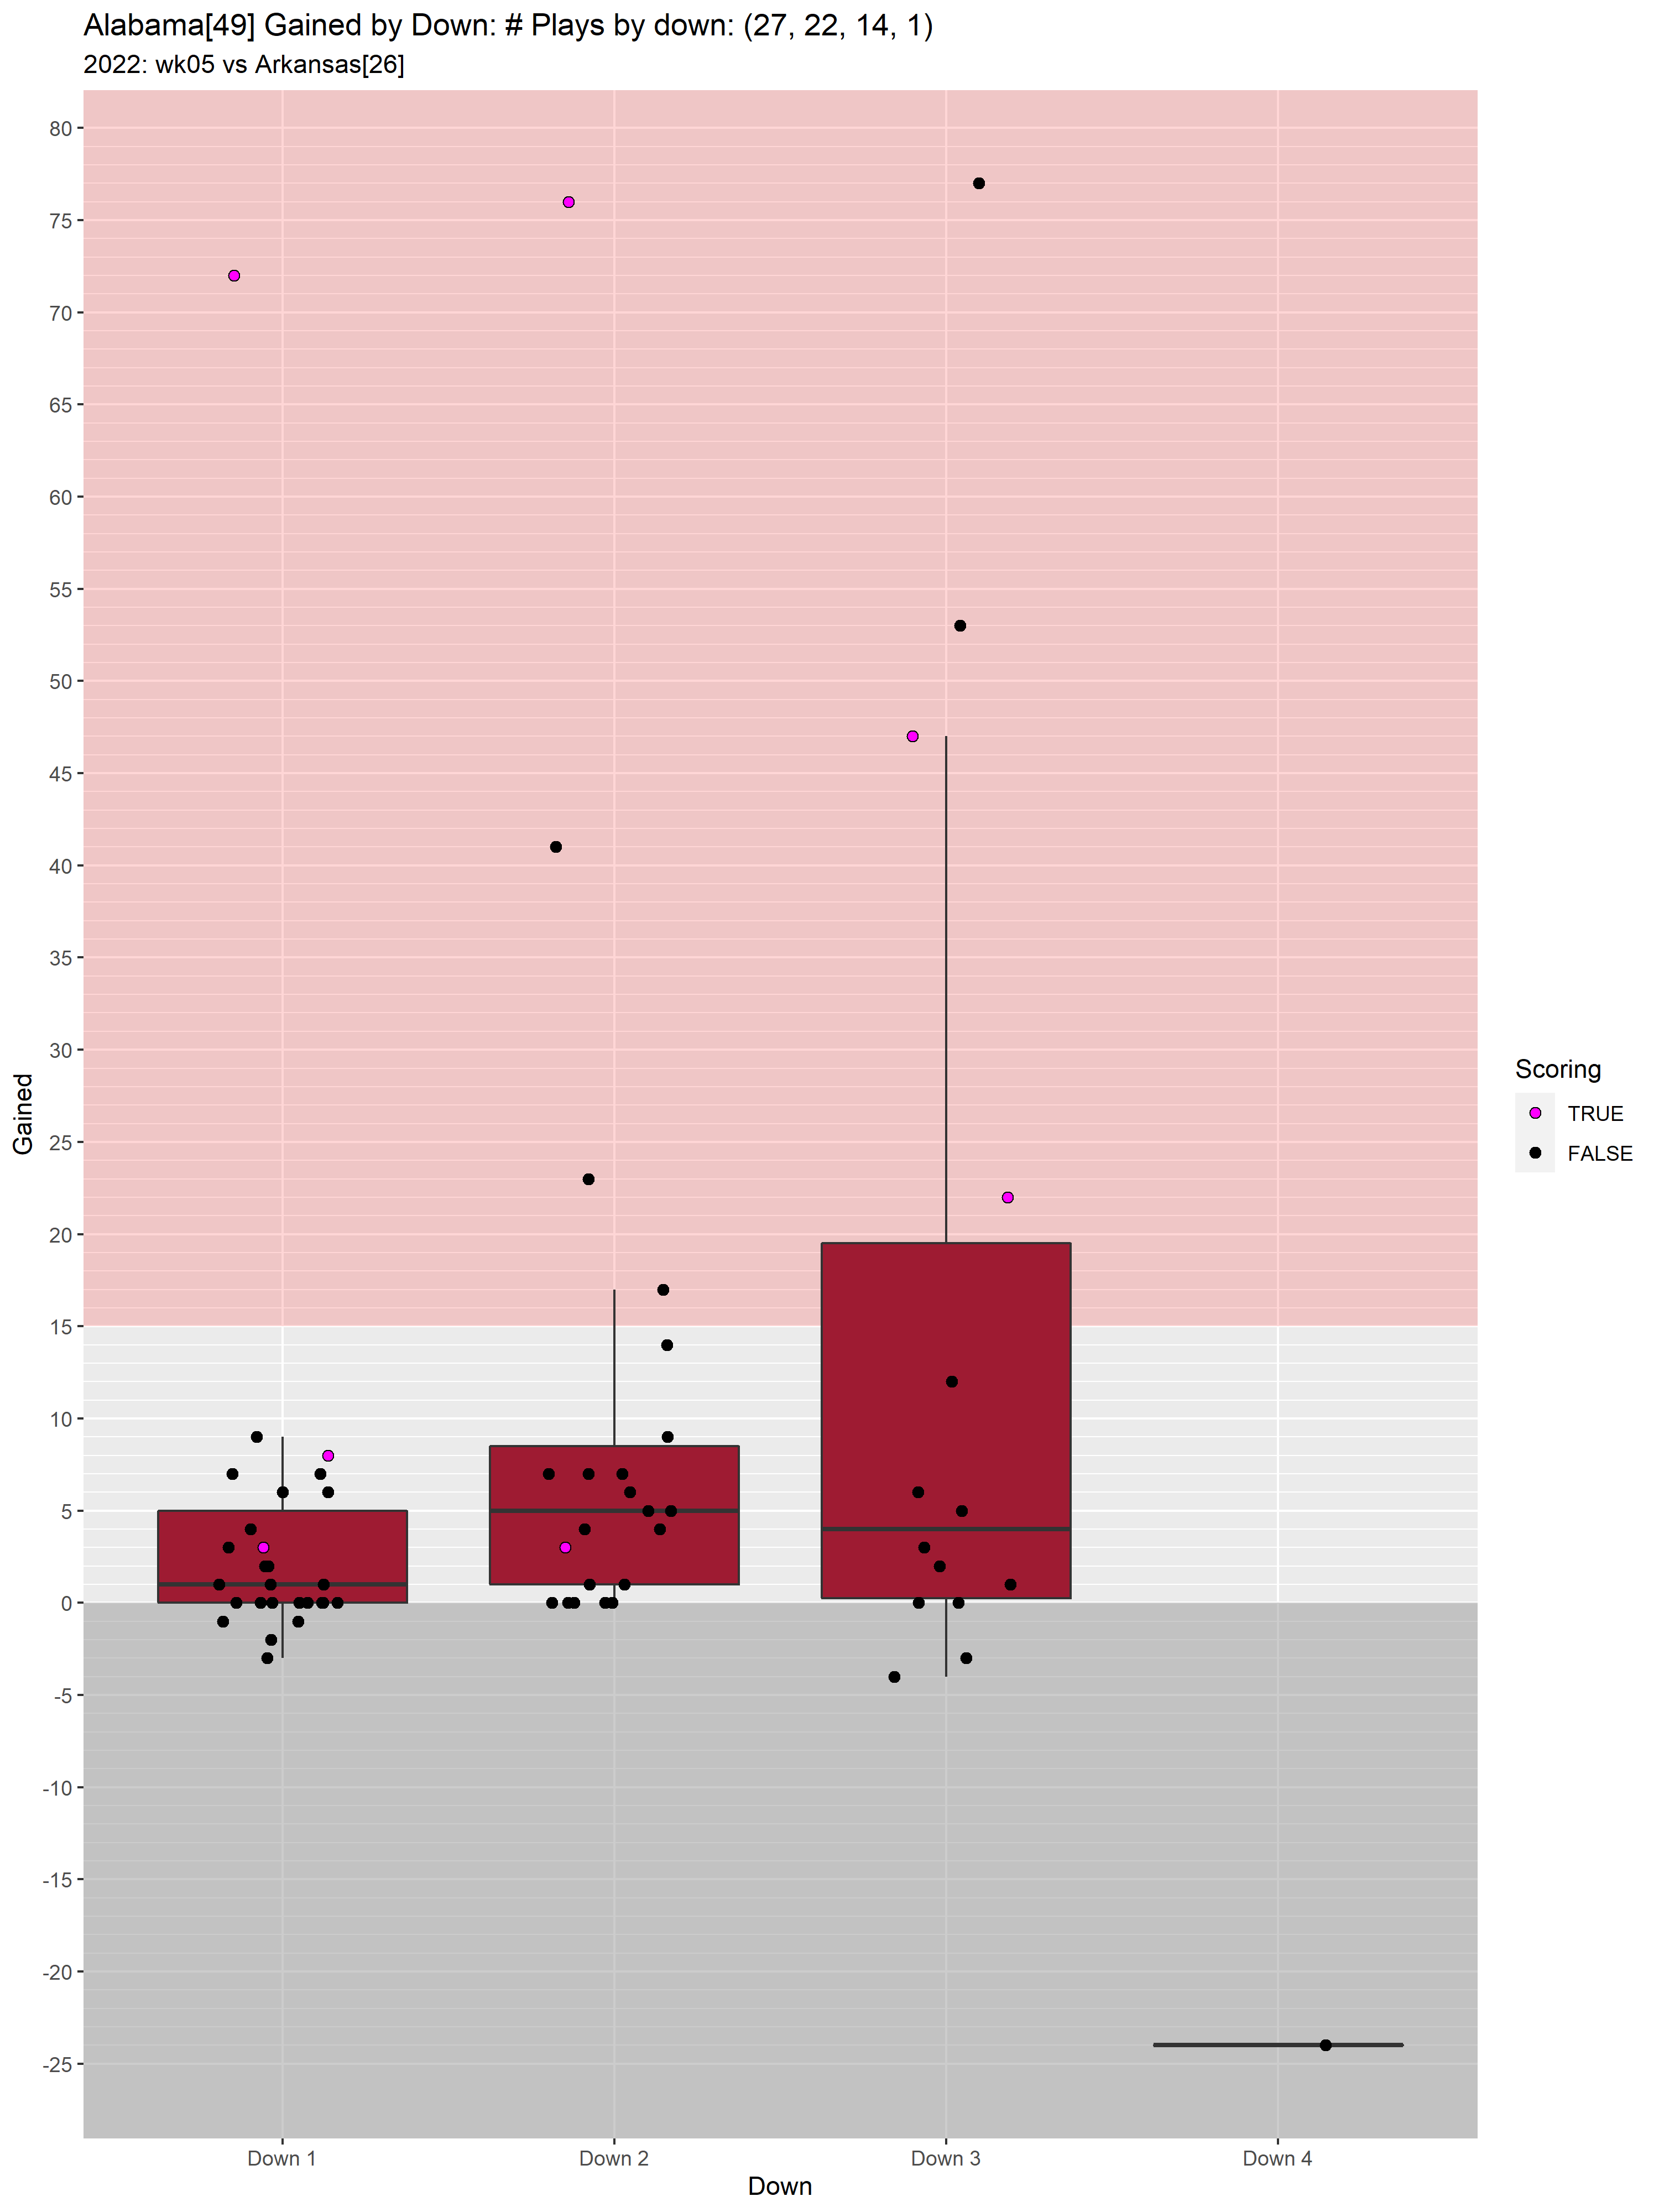 Alabama[49] Gained by Down: # Plays by down: (27, 22, 14, 1)
2022: wk05 vs Arkansas[26]
80
75
70
65
60
55
50
45
40
35
30
25
20
15
10
5
0
-5
-10
-15
-20
-25
Gained
Down 1
Down 2
Down 3
Down 4
Down
Scoring
TRUE
FALSE